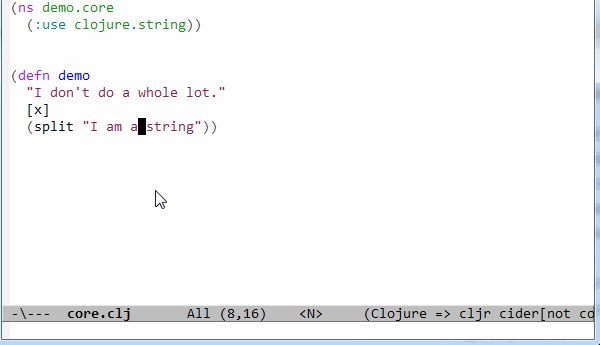 (ns demo.core
  (:use clojure.string))
(defn demo
  "I don't do a whole lot."
  [x]
  (split "I am a string"))
-\---  core.clj       All (8,16)    <N>     (Clojure => cljr cider[not co